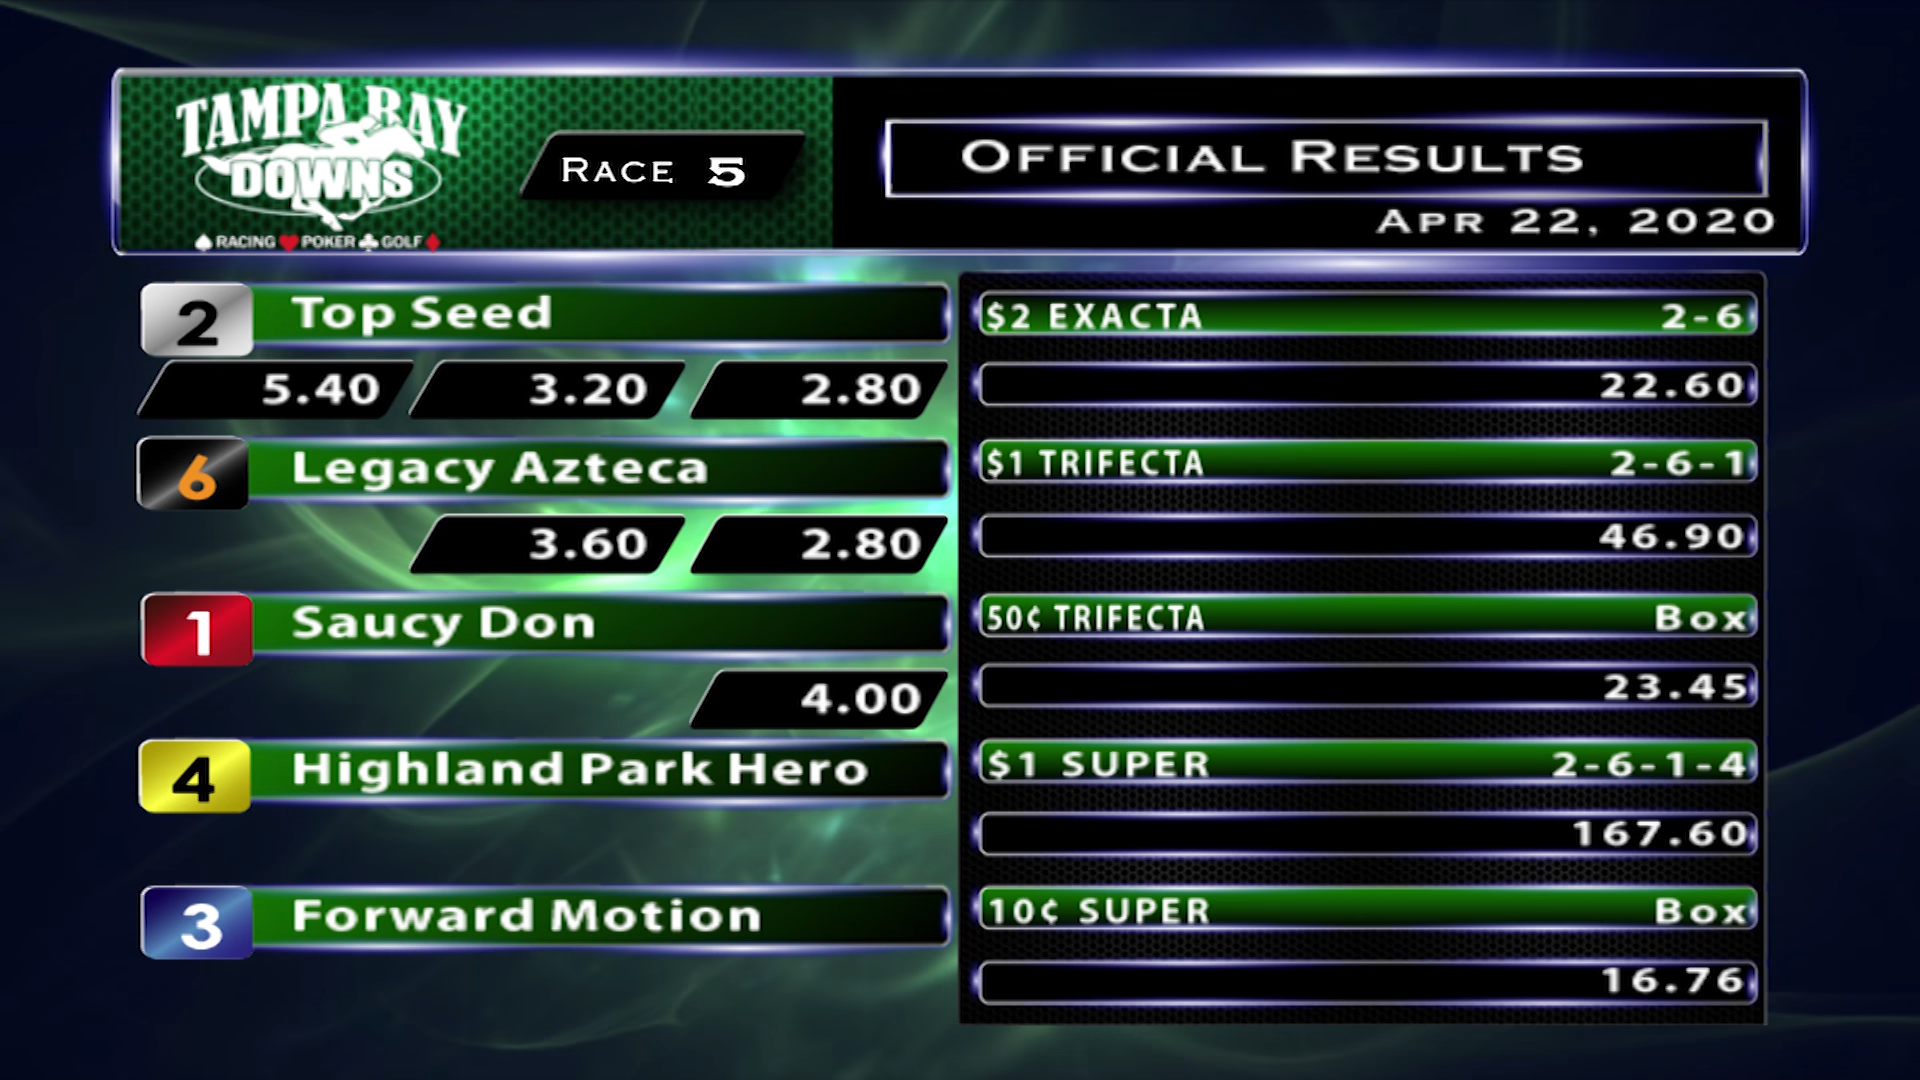 TAMPA BAY
DOWNS
RACING POKER GOLF
RACE 5
OFFICIAL RESULTS
APR 22, 2020
2 Top Seed
5.40 3.20 2.80
6 Legacy Azteca
3.60 2.80
1 Saucy Don
4.00
4 Highland Park Hero
3 Forward Motion
$2 EXACTA 2-6
22.60
$1 TRIFECTA 2-6-1
46.90
50¢ TRIFECTA Box
23.45
$1 SUPER 2-6-1-4
167.60
10¢ SUPER Box
16.76